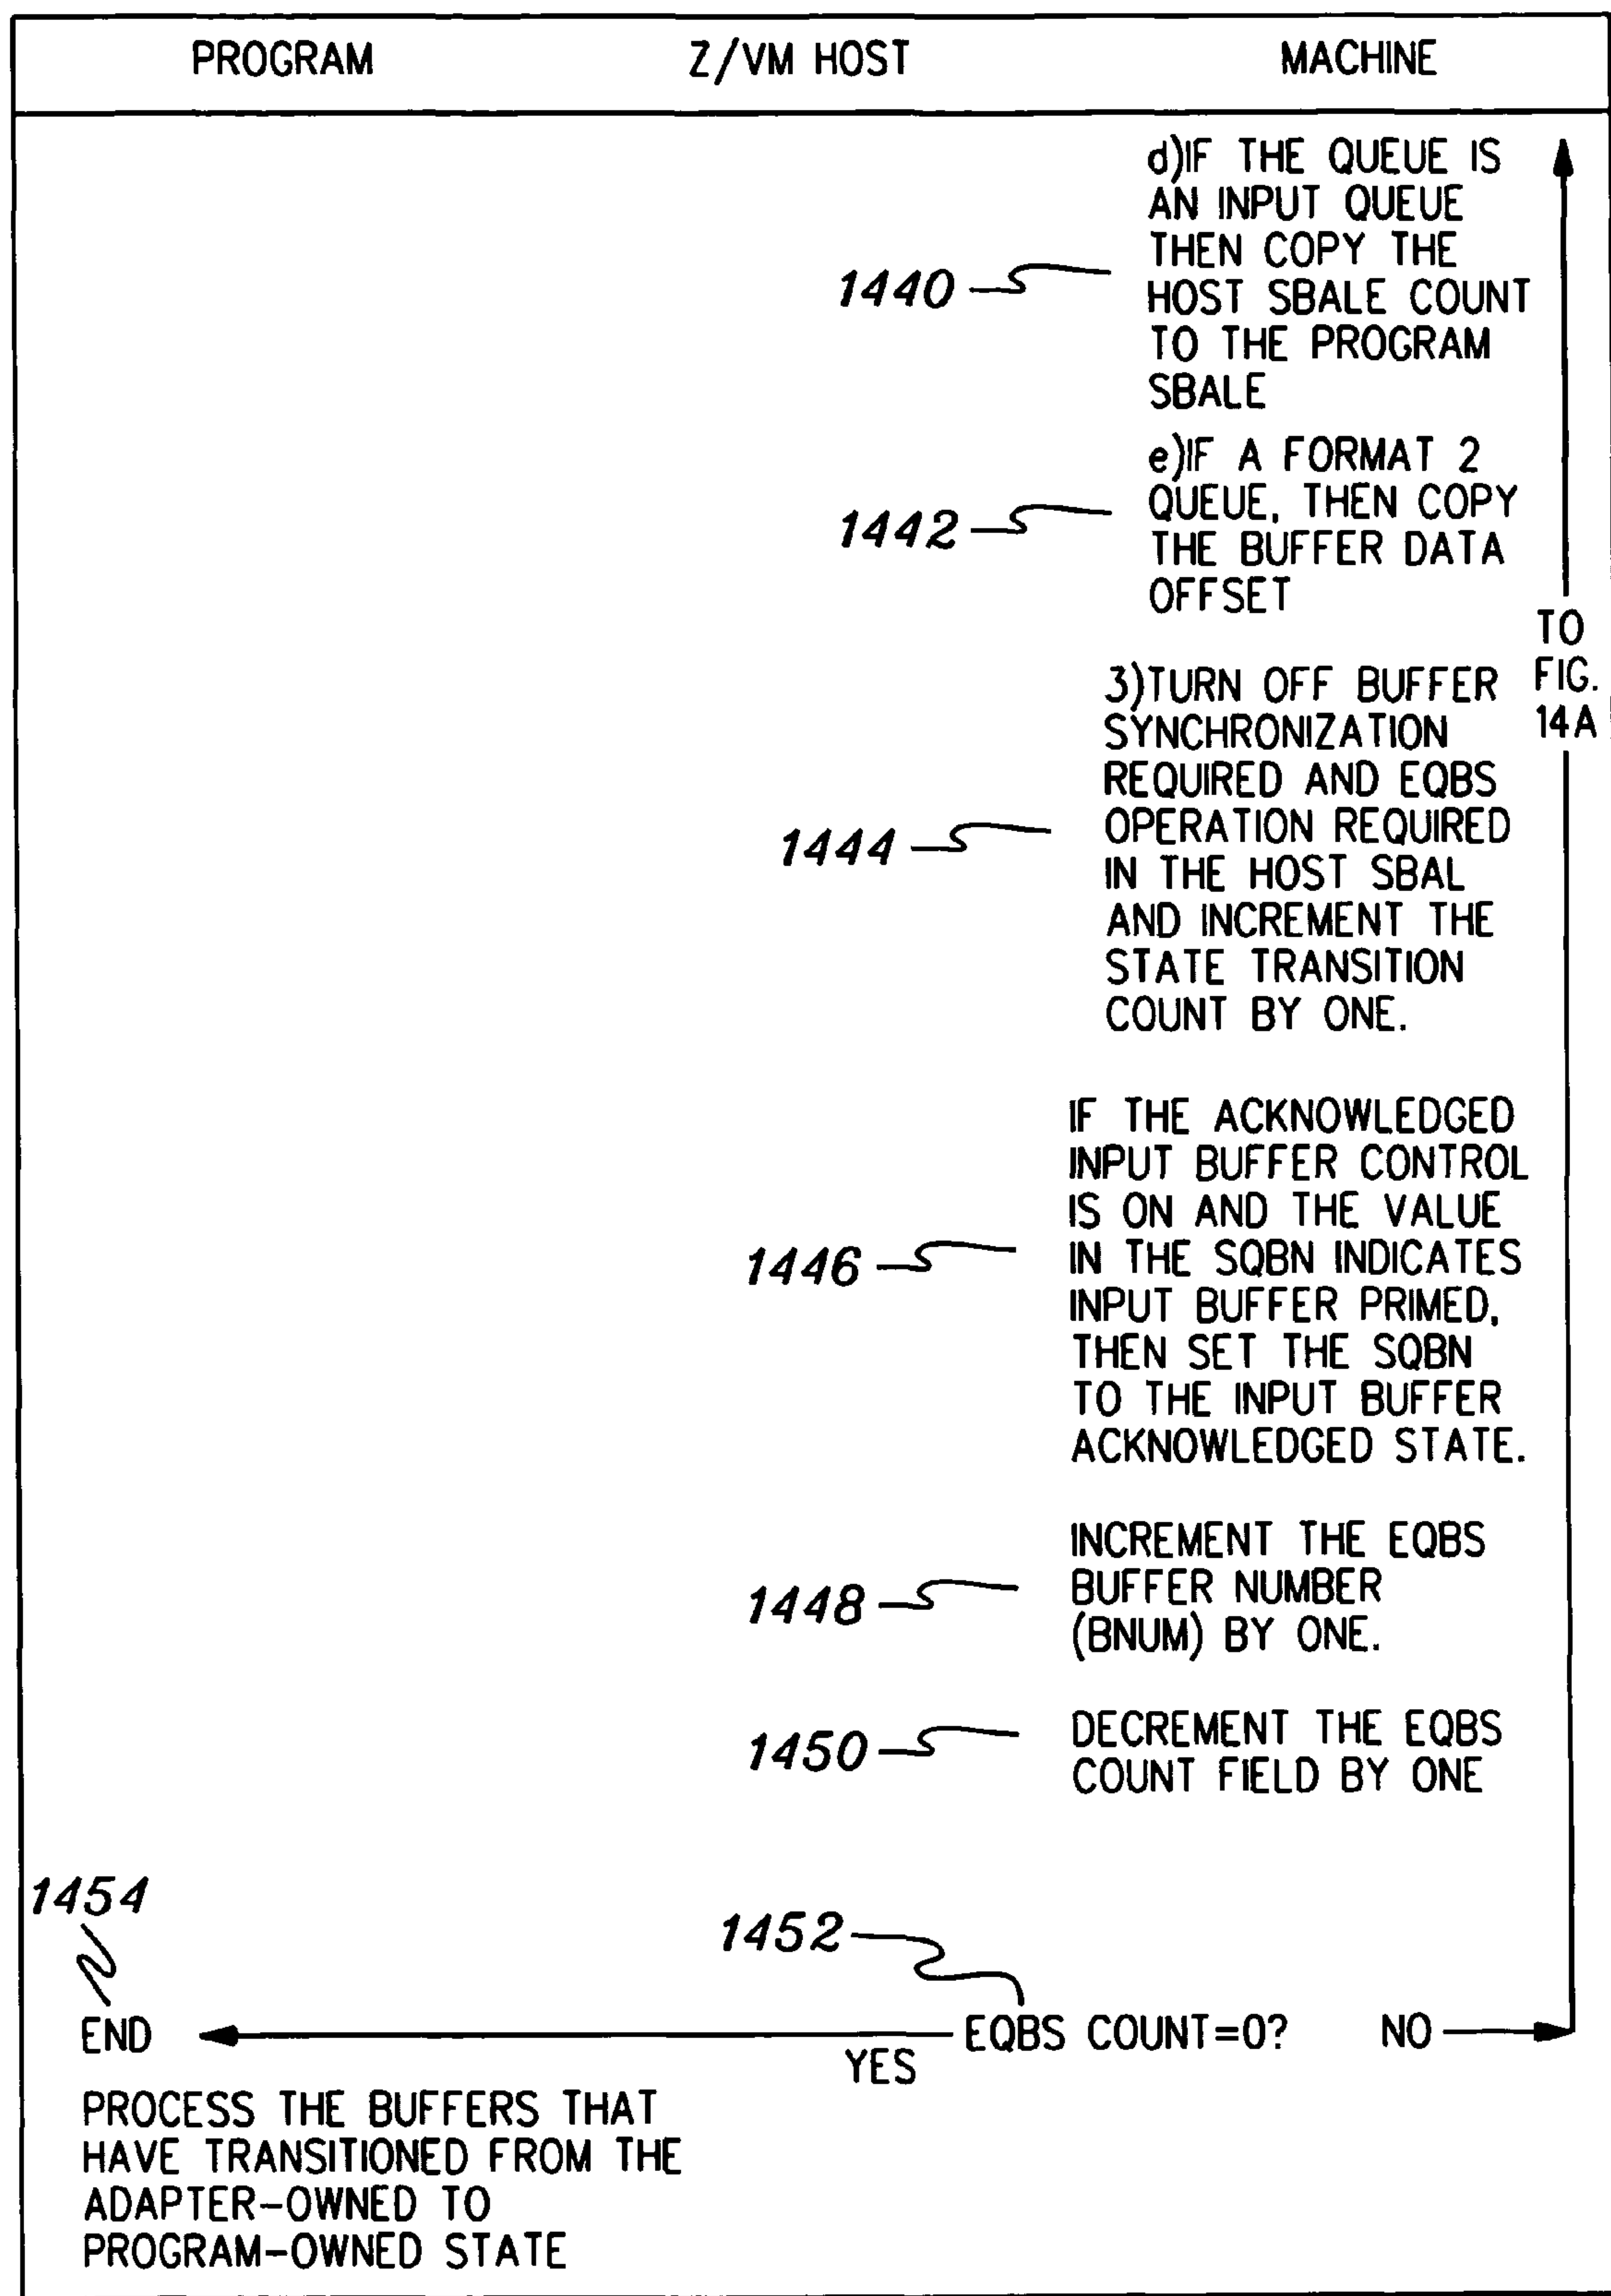 PROGRAM
Z/VM HOST
MACHINE
1440
d)IF THE QUEUE IS
AN INPUT QUEUE
THEN COPY THE
HOST SBALE COUNT
TO THE PROGRAM
SBALE
1442
e)IF A FORMAT 2
QUEUE, THEN COPY
THE BUFFER DATA
OFFSET
TO
FIG.
14A
1444
3)TURN OFF BUFFER
SYNCHRONIZATION
REQUIRED AND EQBS
OPERATION REQUIRED
IN THE HOST SBAL
AND INCREMENT THE
STATE TRANSITION
COUNT BY ONE.
1446
IF THE ACKNOWLEDGED
INPUT BUFFER CONTROL
IS ON AND THE VALUE
IN THE SQBN INDICATES
INPUT BUFFER PRIMED,
THEN SET THE SQBN
TO THE INPUT BUFFER
ACKNOWLEDGED STATE.
1448
INCREMENT THE EQBS
BUFFER NUMBER
(BNUM) BY ONE.
1450
DECREMENT THE EQBS
COUNT FIELD BY ONE
1454
1452
END
YES
EQBS COUNT=0?
NO
PROCESS THE BUFFERS THAT
HAVE TRANSITIONED FROM THE
ADAPTER-OWNED TO
PROGRAM-OWNED STATE